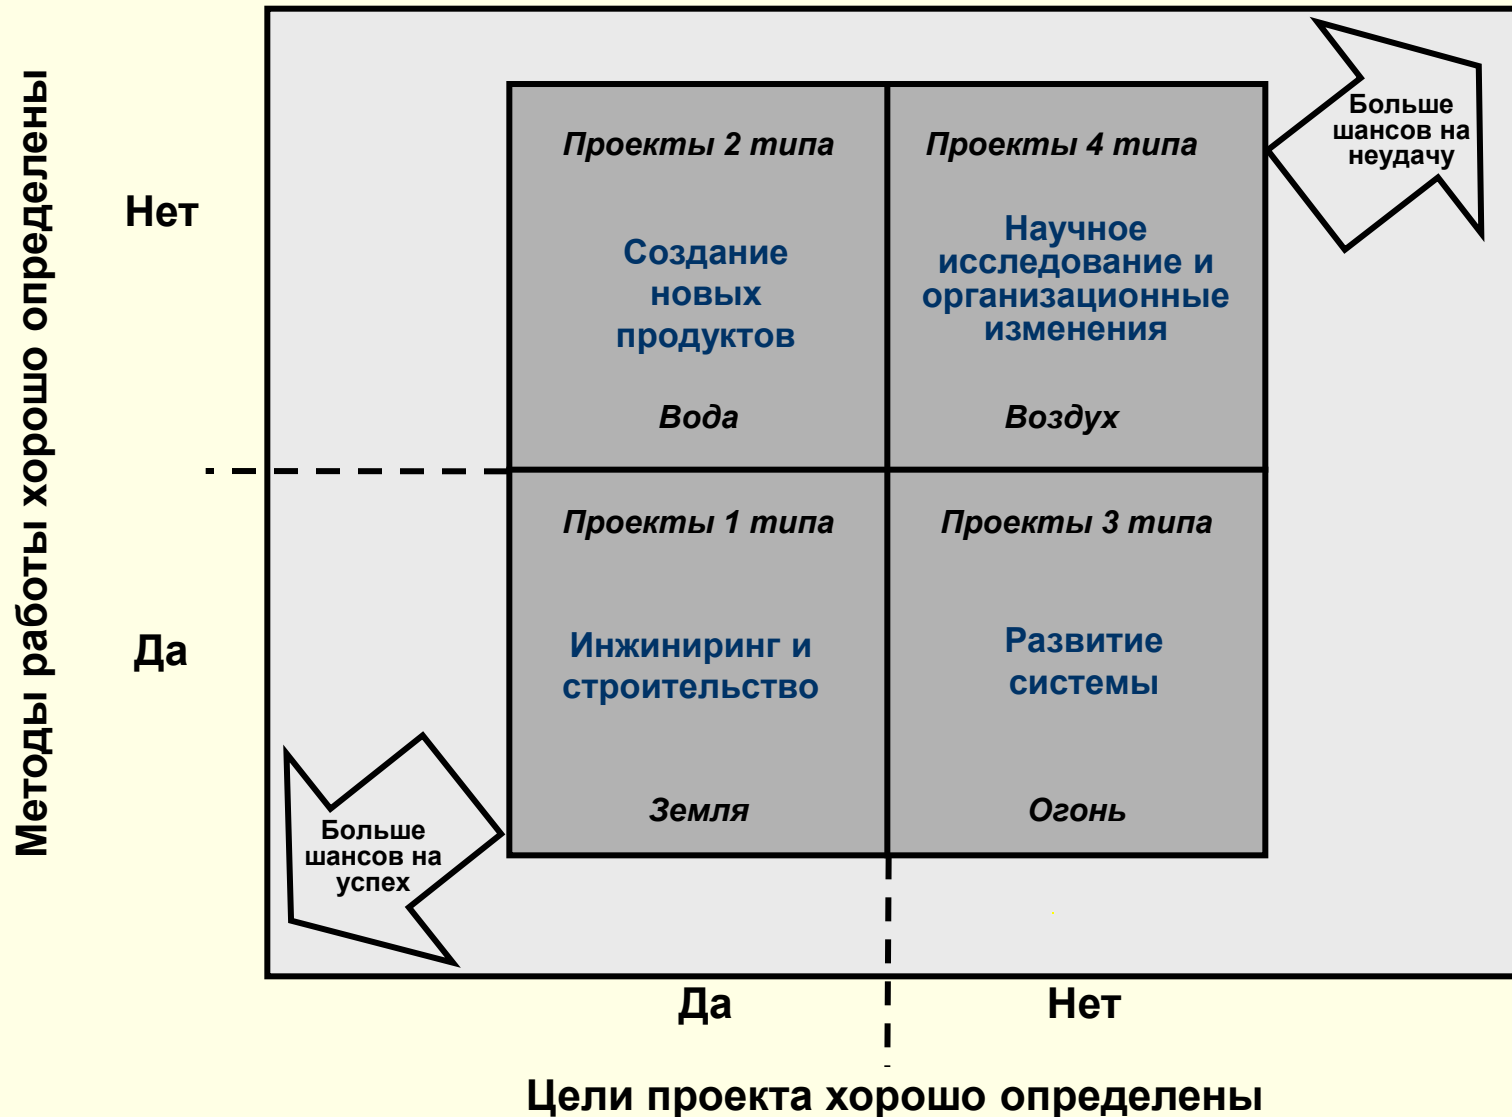 Методы работы хорошо определены
Нет
Да
Проекты 2 типа
Создание
новых
продуктов
Вода
Проекты 4 типа
Научное
исследование и
организационные
изменения
Воздух
Больше
шансов на
неудачу
Проекты 1 типа
Инжиниринг и
строительство
Земля
Проекты 3 типа
Развитие
системы
Огонь
Больше
шансов на
успех
Да
Нет
Цели проекта хорошо определены